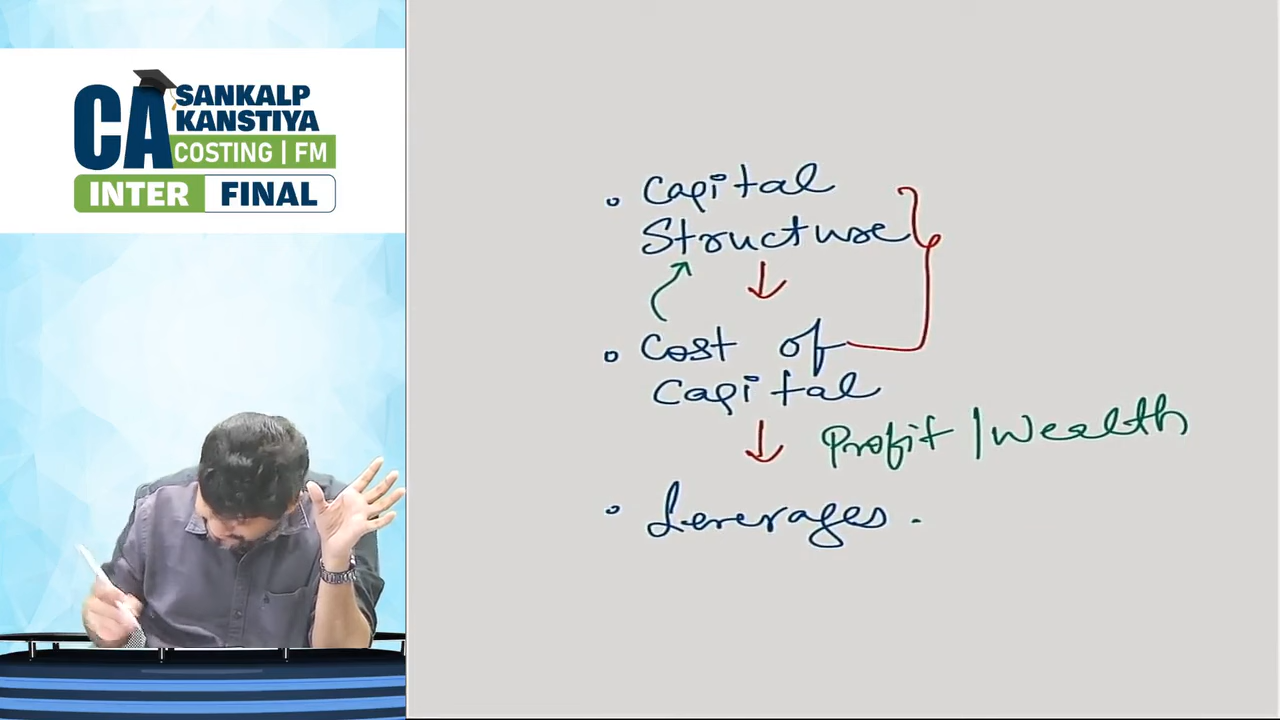 CA SANKALP
KANSTIYA
COSTING | FM
INTER FINAL
• Capital
Structure
• Cost of
Capital
Profit / Wealth
• Leverages.